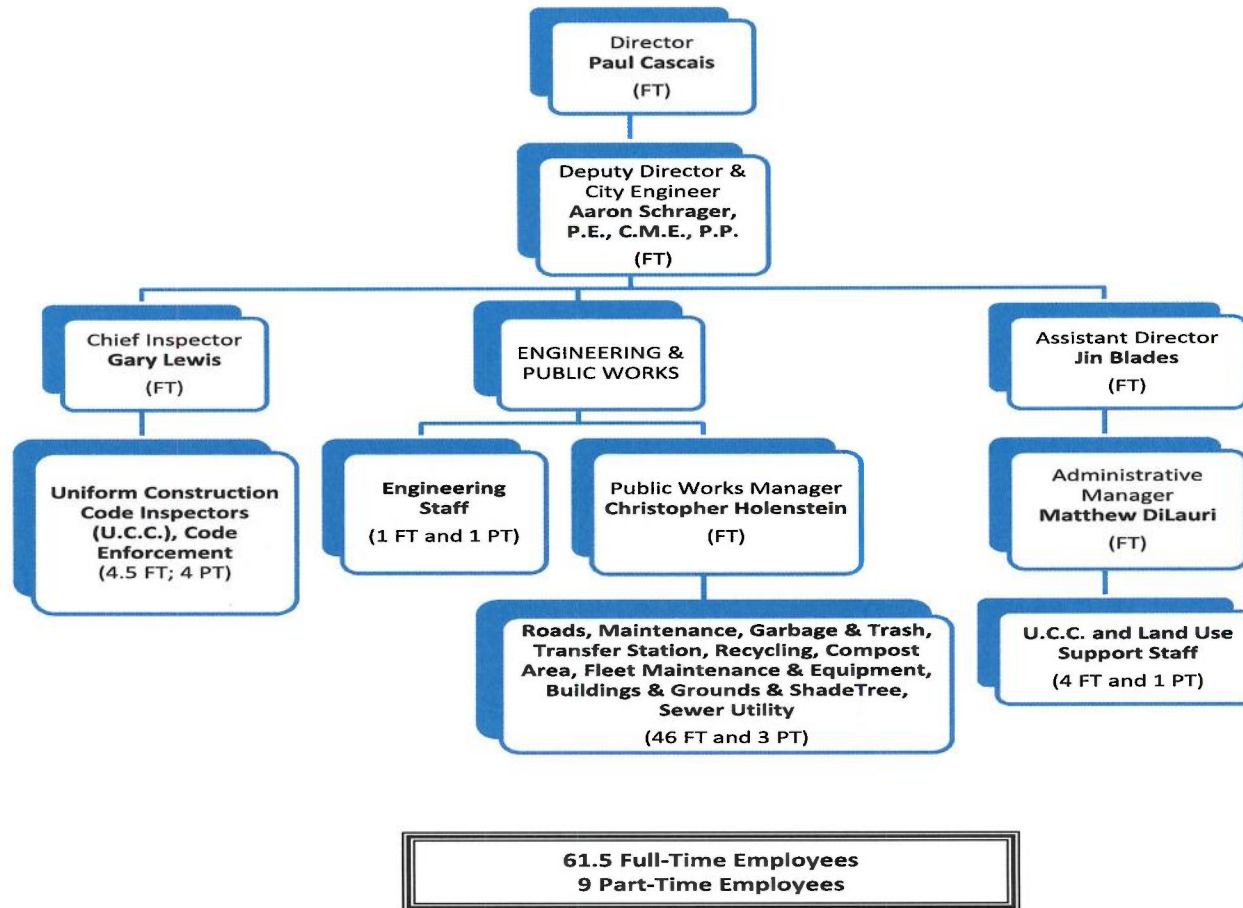 Director
Paul Cascais
(FT)
Deputy Director &
City Engineer
Aaron Schrager,
P.E., C.M.E., P.P.
(FT)
Chief Inspector
Gary Lewis
(FT)
ENGINEERING &
PUBLIC WORKS
Assistant Director
Jin Blades
(FT)
Uniform Construction
Code Inspectors
(U.C.C.), Code
Enforcement
(4.5 FT; 4 PT)
Engineering
Staff
(1 FT and 1 PT)
Public Works Manager
Christopher Holenstein
(FT)
Administrative
Manager
Matthew DiLauri
(FT)
Roads, Maintenance, Garbage & Trash,
Transfer Station, Recycling, Compost
Area, Fleet Maintenance & Equipment,
Buildings & Grounds & ShadeTree,
Sewer Utility
(46 FT and 3 PT)
U.C.C. and Land Use
Support Staff
(4 FT and 1 PT)
61.5 Full-Time Employees
9 Part-Time Employees